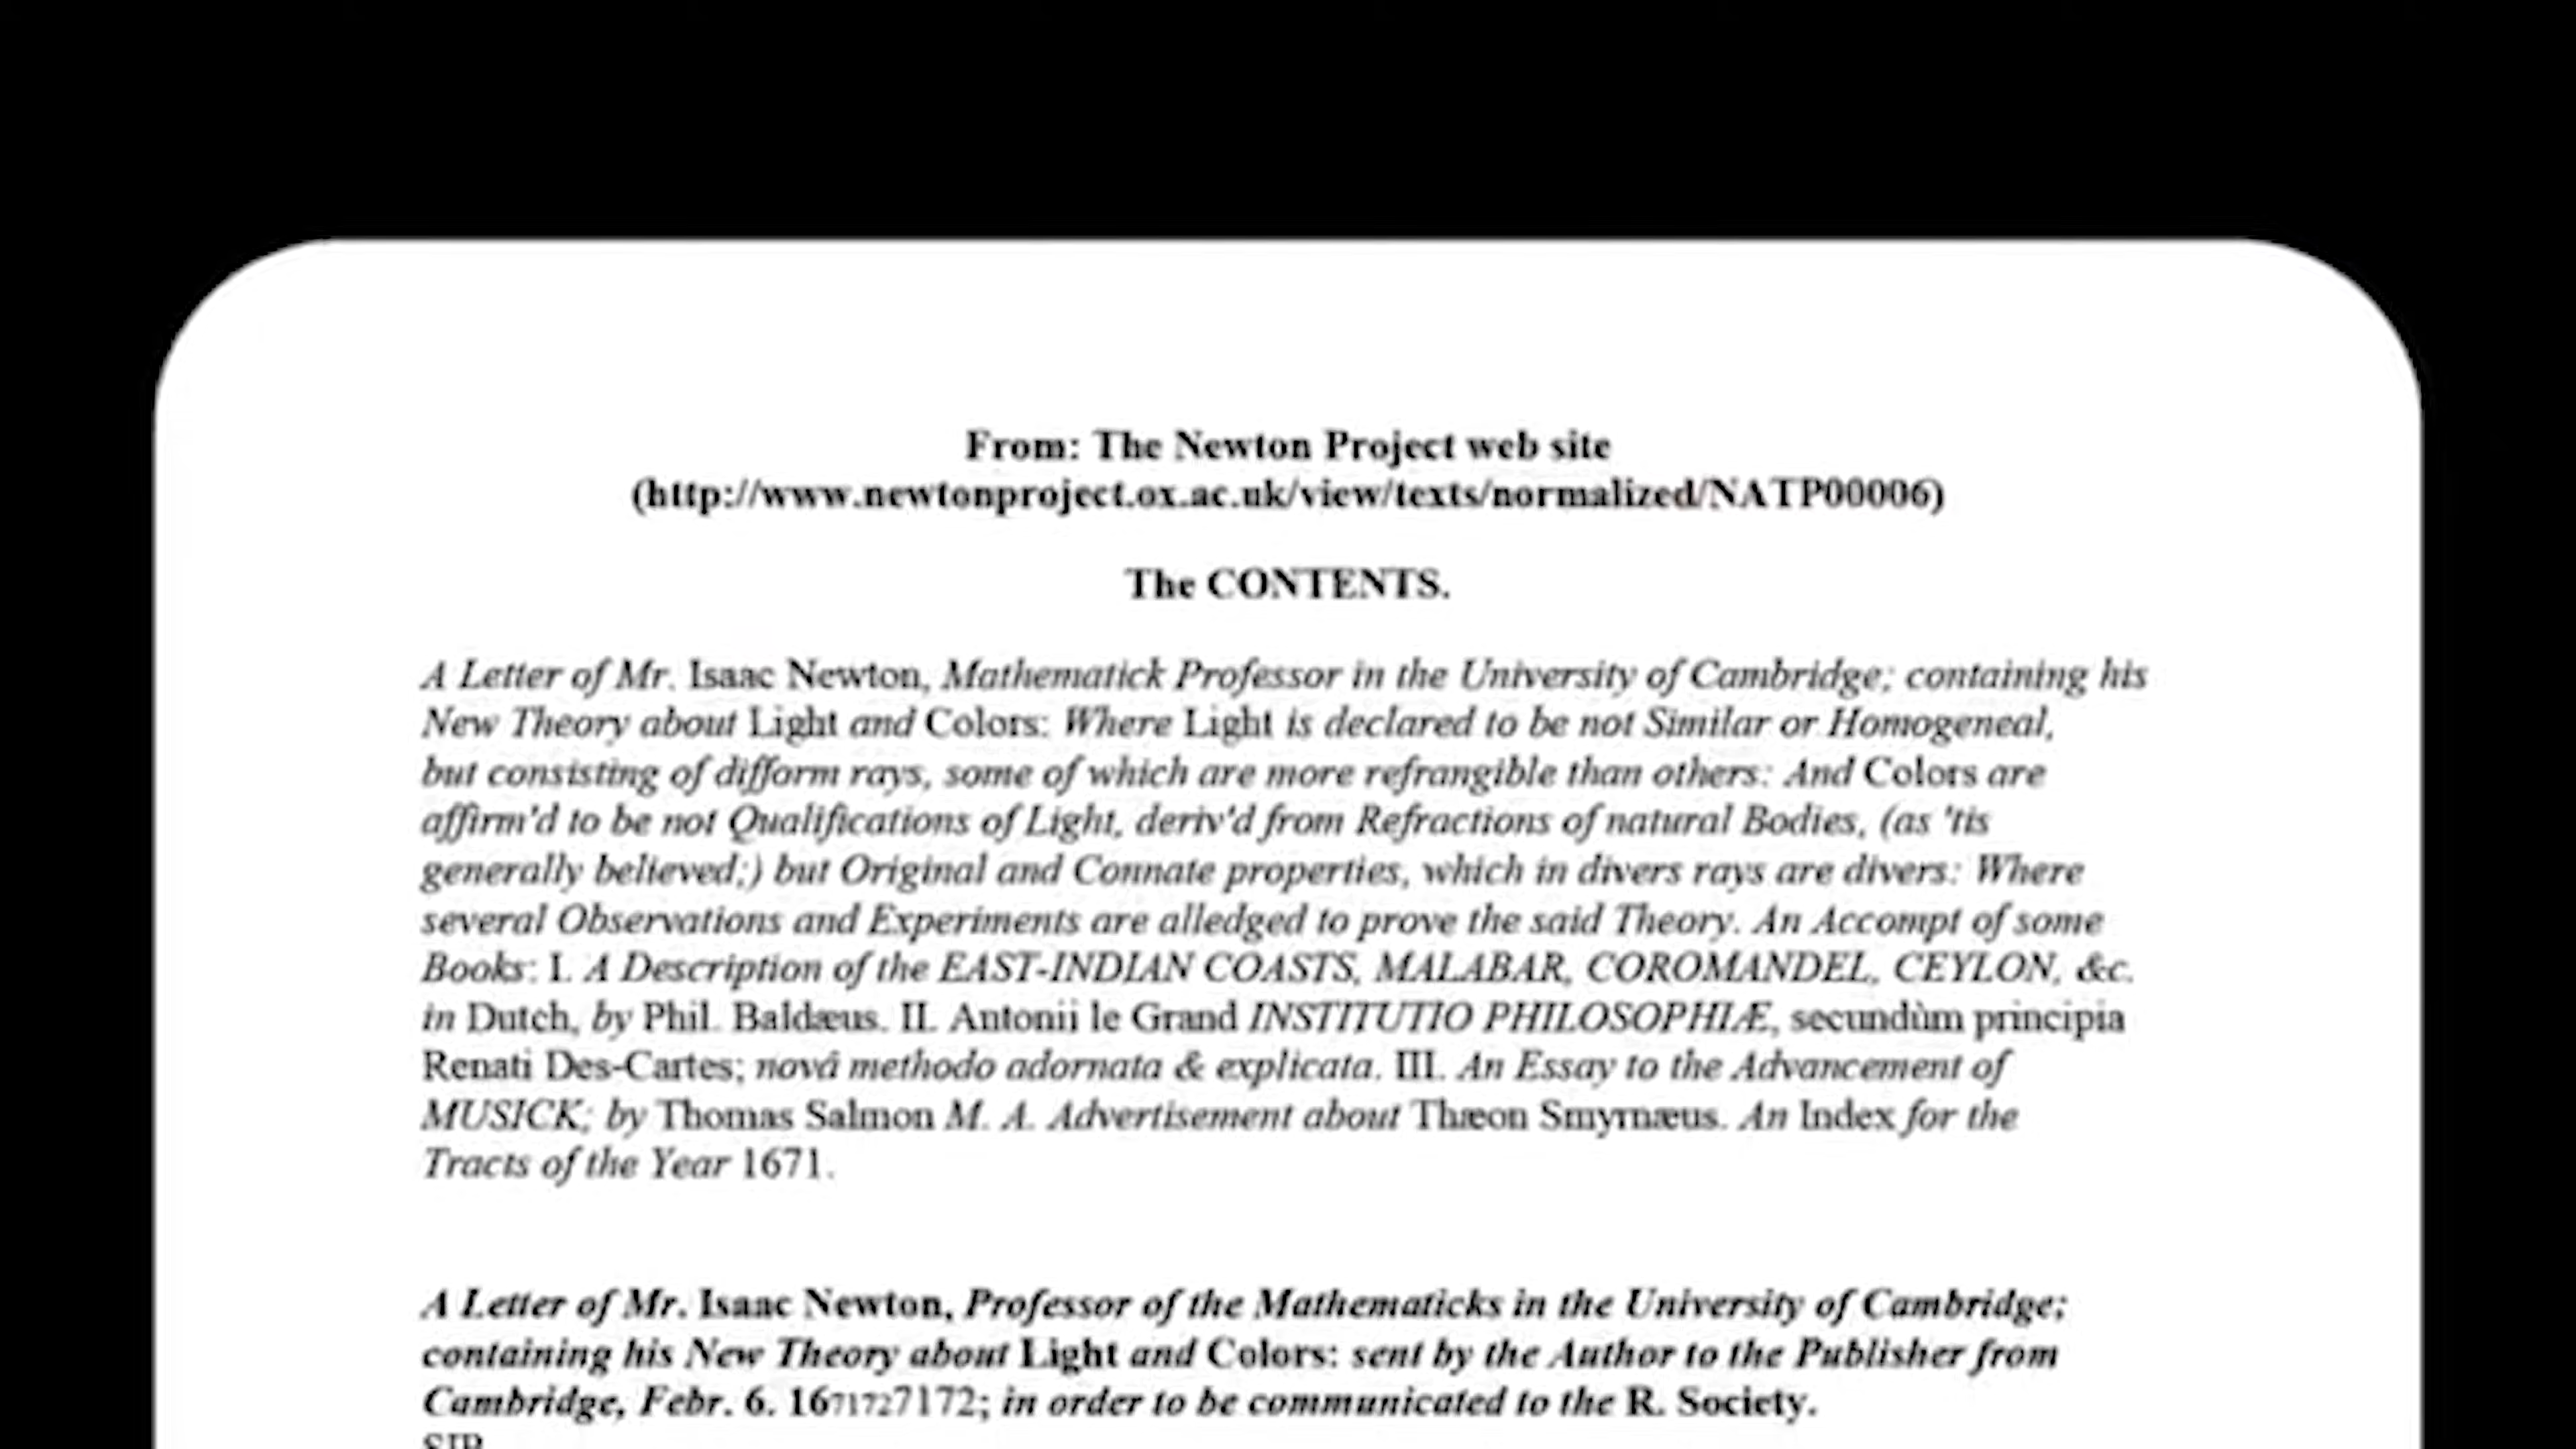 From: The Newton Project web site
(http://www.newtonproject.ox.ac.uk/view/texts/normalized/NATP00006)
The CONTENTS.
A Letter of Mr. Isaac Newton, Mathematick Professor in the University of Cambridge; containing his
New Theory about Light and Colors: Where Light is declared to be not Similar or Homogeneal,
but consisting of difform rays, some of which are more refrangible than others: And Colors are
affirm'd to be not Qualifications of Light, deriv'd from Refractions of natural Bodies, (as 'tis
generally believed;) but Original and Connate properties, which in divers rays are divers: Where
several Observations and Experiments are alledged to prove the said Theory. An Accompt of some
Books: I. A Description of the EAST-INDIAN COASTS, MALABAR, COROMANDEL, CEYLON, &c.
in Dutch, by Phil. Baldæus. II. Antonii le Grand INSTITUTIO PHILOSOPHIÆ, secundùm principia
Renati Des-Cartes; novâ methodo adornata & explicata. III. An Essay to the Advancement of
MUSICK; by Thomas Salmon M. A. Advertisement about Thæon Smyrnæus. An Index for the
Tracts of the Year 1671.
A Letter of Mr. Isaac Newton, Professor of the Mathematicks in the University of Cambridge;
containing his New Theory about Light and Colors: sent by the Author to the Publisher from
Cambridge, Febr. 6. 1671727172; in order to be communicated to the R. Society.
SIR